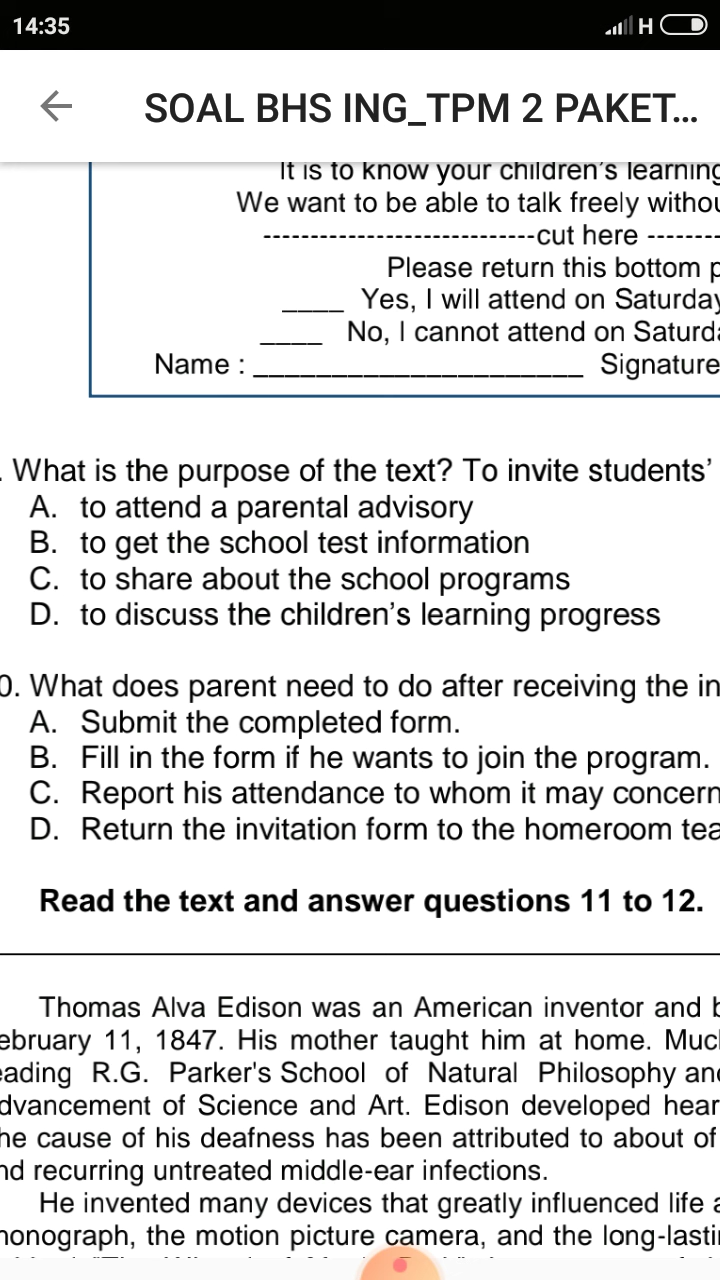 14:35
H
SOAL BHS ING_TPM 2 PAKET...
It is to know your children's learning
We want to be able to talk freely withou
-----------------------------cut here --------
Please return this bottom p
____ Yes, I will attend on Saturday
____ No, I cannot attend on Saturda
Name : ______________________ Signature
. What is the purpose of the text? To invite students'
A. to attend a parental advisory
B. to get the school test information
C. to share about the school programs
D. to discuss the children's learning progress
0. What does parent need to do after receiving the in
A. Submit the completed form.
B. Fill in the form if he wants to join the program.
C. Report his attendance to whom it may concern
D. Return the invitation form to the homeroom tea
Read the text and answer questions 11 to 12.
Thomas Alva Edison was an American inventor and b
ebruary 11, 1847. His mother taught him at home. Muc
eading R.G. Parker's School of Natural Philosophy and
dvancement of Science and Art. Edison developed hear
he cause of his deafness has been attributed to about of
nd recurring untreated middle-ear infections.
He invented many devices that greatly influenced life a
honograph, the motion picture camera, and the long-lasti